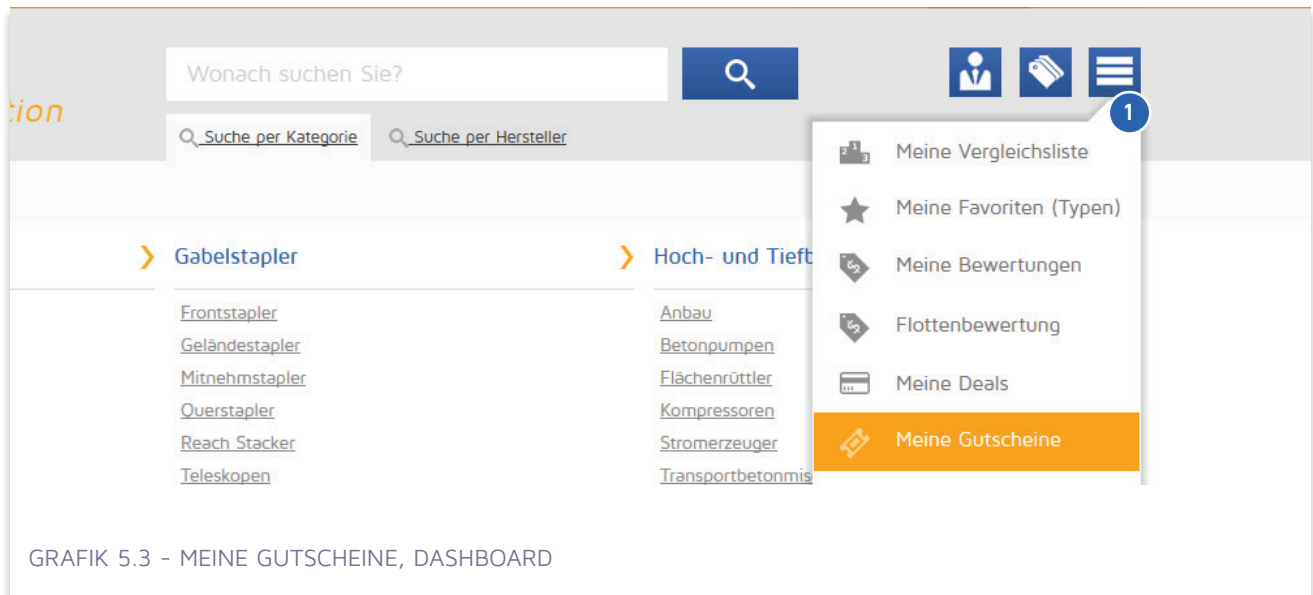 Wonach suchen Sie?
tion
Suche per Kategorie
Suche per Hersteller
1
Meine Vergleichsliste
Meine Favoriten (Typen)
Meine Bewertungen
Flottenbewertung
Meine Deals
Meine Gutscheine
Gabelstapler
Frontstapler
Geländestapler
Mitnehmstapler
Querstapler
Reach Stacker
Teleskopen
Hoch- und Tiefb
Anbau
Betonpumpen
Flächenrüttler
Kompressoren
Stromerzeuger
Transportbetonmis
GRAFIK 5.3 - MEINE GUTSCHEINE, DASHBOARD